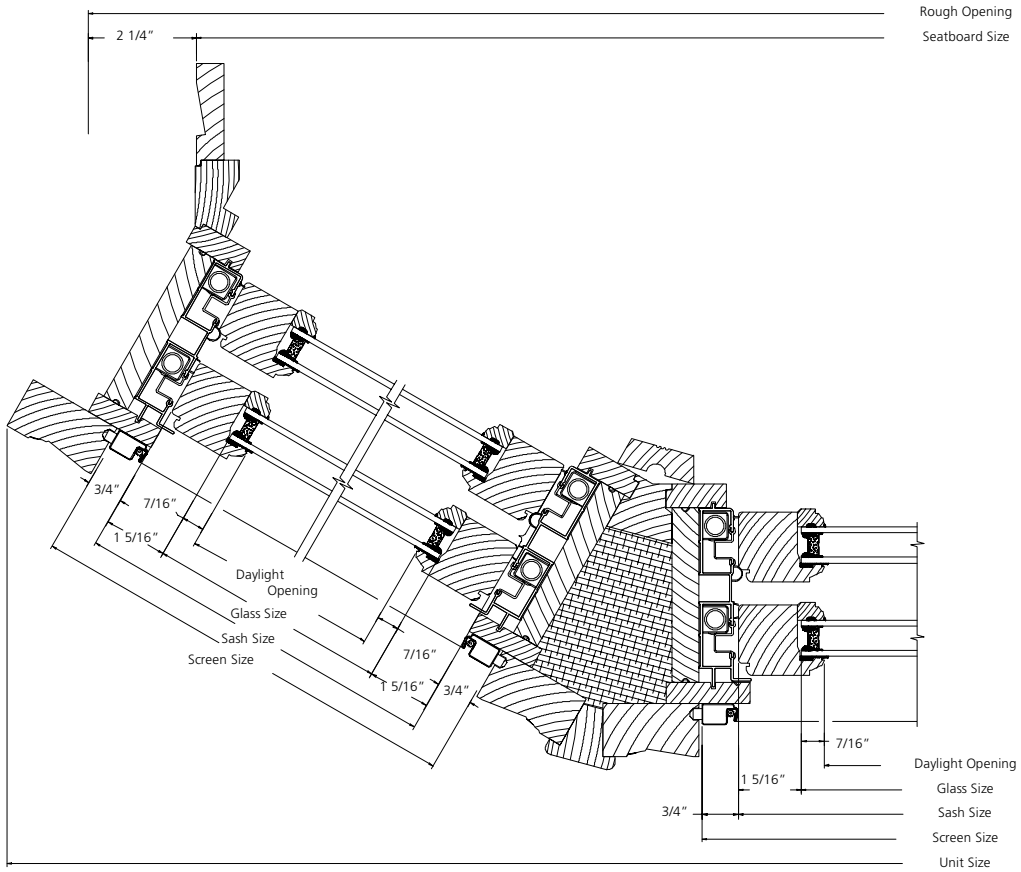 Rough Opening
2 1/4”
Seatboard Size
3/4”
7/16”
1 5/16”
Daylight
Opening
Glass Size
Sash Size
Screen Size
7/16”
1 5/16”
3/4”
7/16”
Daylight Opening
1 5/16”
Glass Size
3/4”
Sash Size
Screen Size
Unit Size